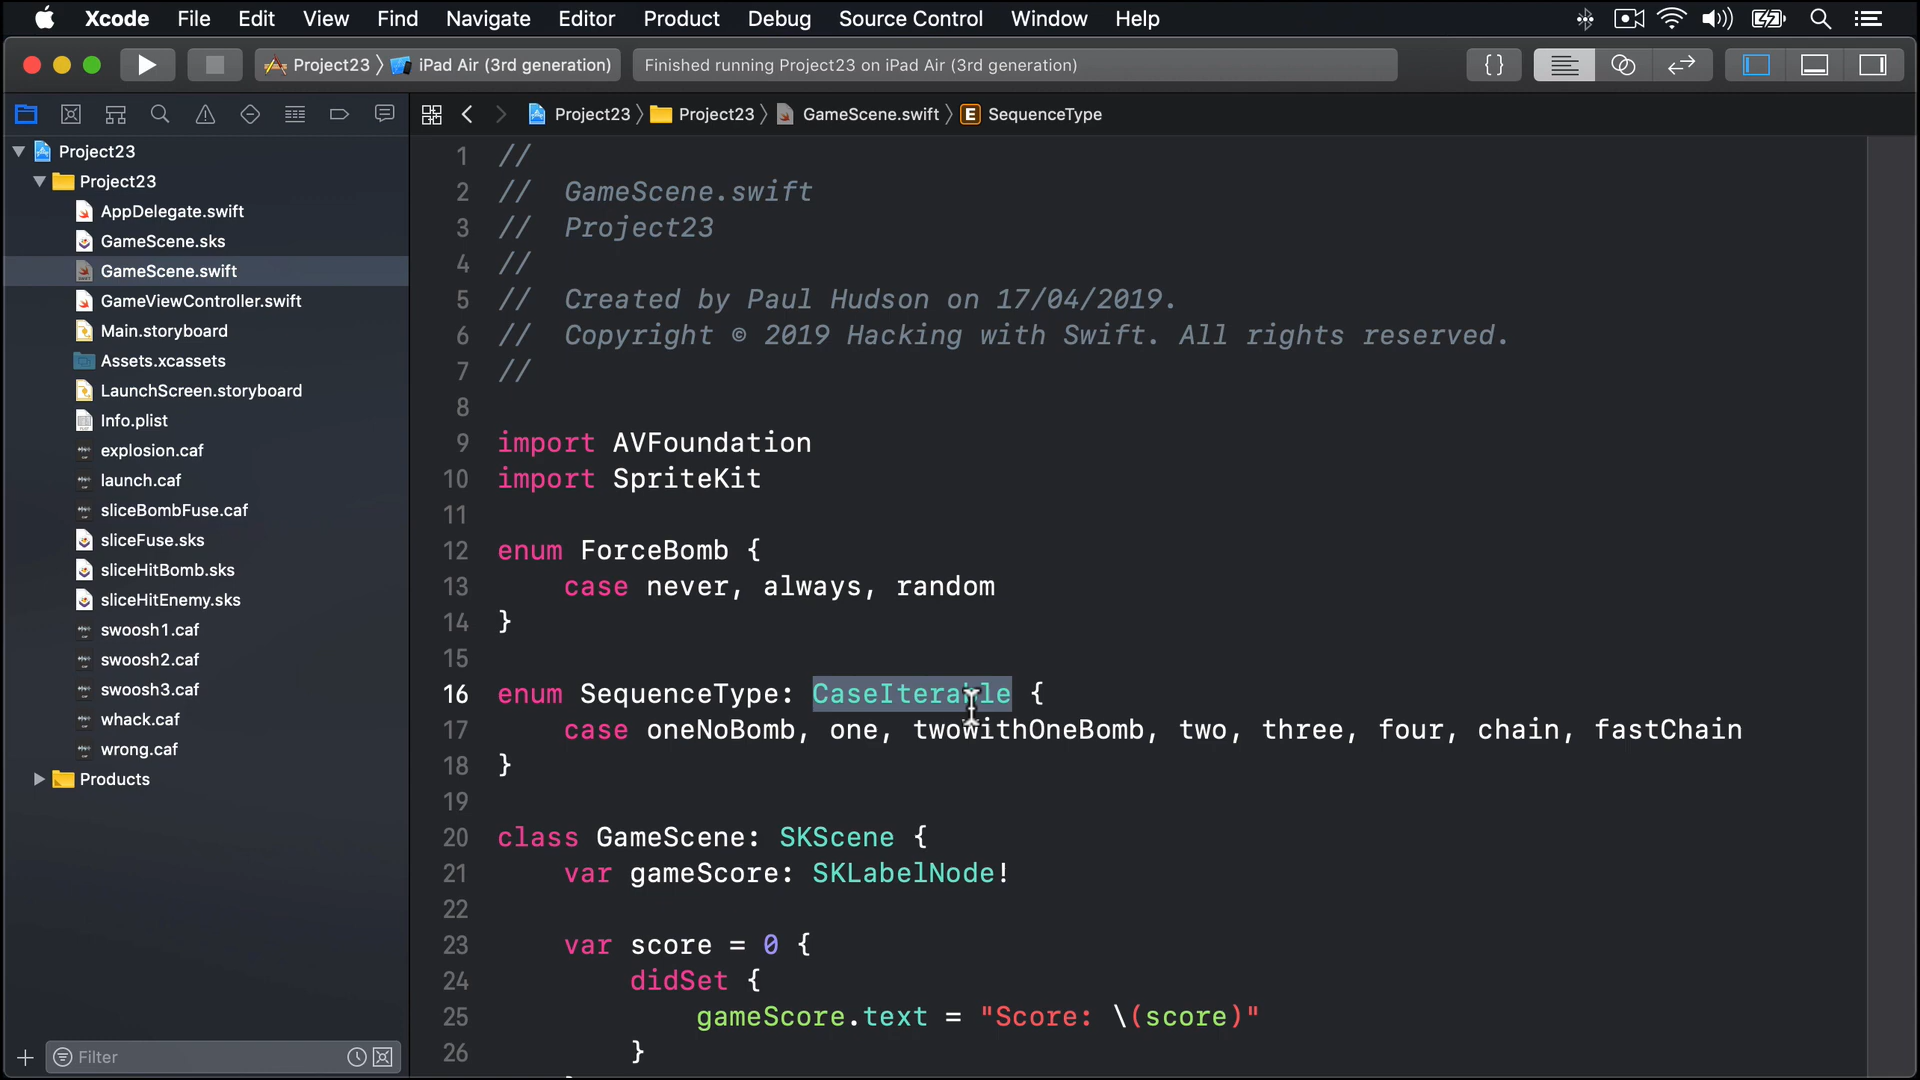 Xcode File Edit View Find Navigate Editor Product Debug Source Control Window Help
Project23 iPad Air (3rd generation) Finished running Project23 on iPad Air (3rd generation) {}
Project23 Project23 GameScene.swift E SequenceType
Project23
Project23
AppDelegate.swift
GameScene.sks
GameScene.swift
GameViewController.swift
Main.storyboard
Assets.xcassets
LaunchScreen.storyboard
Info.plist
explosion.caf
launch.caf
sliceBombFuse.caf
sliceFuse.sks
sliceHitBomb.sks
sliceHitEnemy.sks
swoosh1.caf
swoosh2.caf
swoosh3.caf
whack.caf
wrong.caf
Products
Filter
1 //
2 //  GameScene.swift
3 //  Project23
4 //
5 //  Created by Paul Hudson on 17/04/2019.
6 //  Copyright © 2019 Hacking with Swift. All rights reserved.
7 //
8
9 import AVFoundation
10 import SpriteKit
11
12 enum ForceBomb {
13     case never, always, random
14 }
15
16 enum SequenceType: CaseIterable {
17     case oneNoBomb, one, twoWithOneBomb, two, three, four, chain, fastChain
18 }
19
20 class GameScene: SKScene {
21     var gameScore: SKLabelNode!
22
23     var score = 0 {
24         didSet {
25             gameScore.text = "Score: \(score)"
26         }